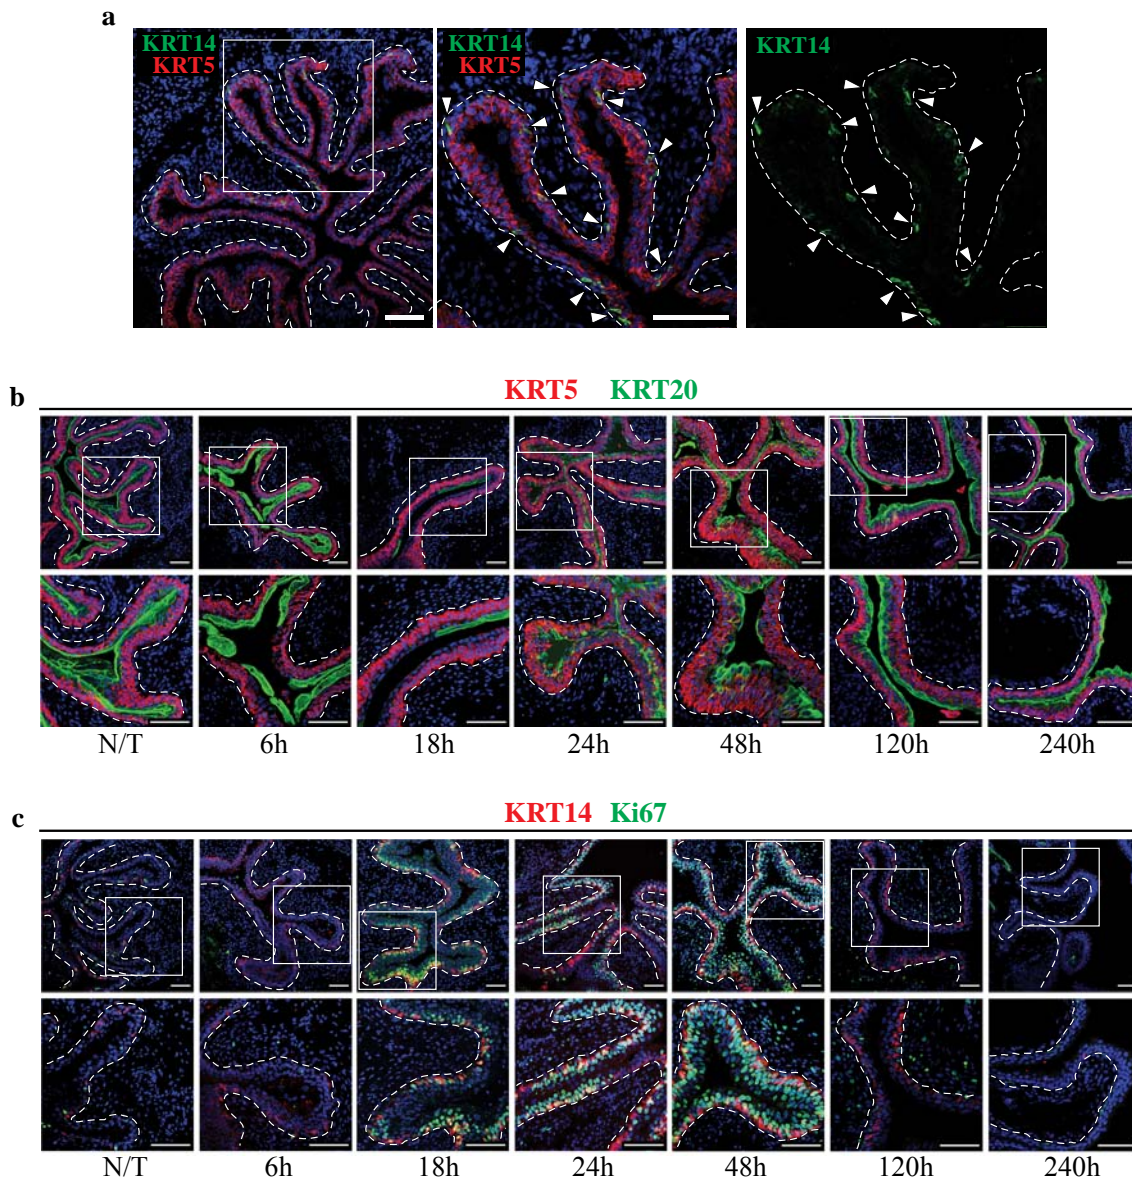 a
KRT14 KRT14 KRT14
KRT5 KRT5
b
KRT5 KRT20
N/T 6h 18h 24h 48h 120h 240h
c
KRT14 Ki67
N/T 6h 18h 24h 48h 120h 240h